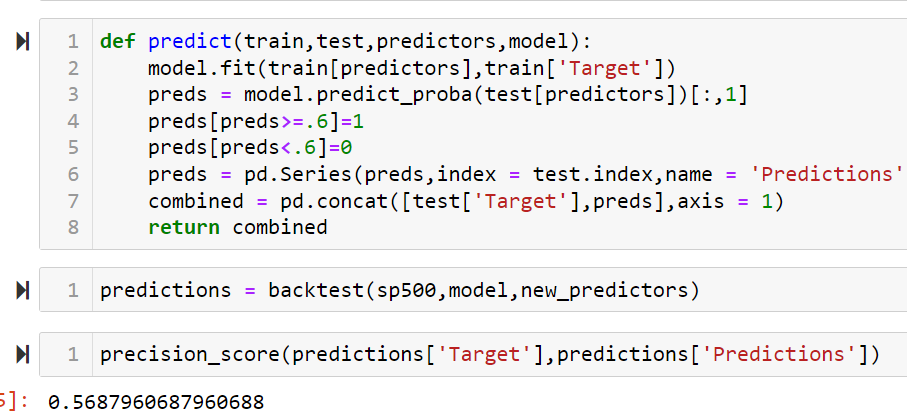 1 def predict(train,test,predictors,model):
2 model.fit(train[predictors],train['Target'])
3 preds = model.predict_proba(test[predictors])[:,1]
4 preds[preds>=.6]=1
5 preds[preds<.6]=0
6 preds = pd.Series(preds,index = test.index,name = 'Predictions'
7 combined = pd.concat([test['Target'],preds],axis = 1)
8 return combined
1 predictions = backtest(sp500,model,new_predictors)
1 precision_score(predictions['Target'],predictions['Predictions'])
5]: 0.5687960687960688